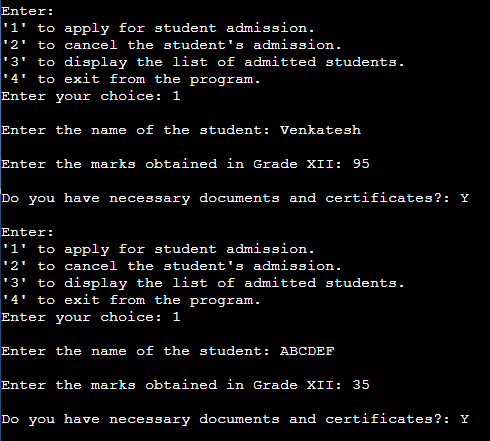 Enter:
'1' to apply for student admission.
'2' to cancel the student's admission.
'3' to display the list of admitted students.
'4' to exit from the program.
Enter your choice: 1
Enter the name of the student: Venkatesh
Enter the marks obtained in Grade XII: 95
Do you have necessary documents and certificates?: Y
Enter:
'1' to apply for student admission.
'2' to cancel the student's admission.
'3' to display the list of admitted students.
'4' to exit from the program.
Enter your choice: 1
Enter the name of the student: ABCDEF
Enter the marks obtained in Grade XII: 35
Do you have necessary documents and certificates?: Y